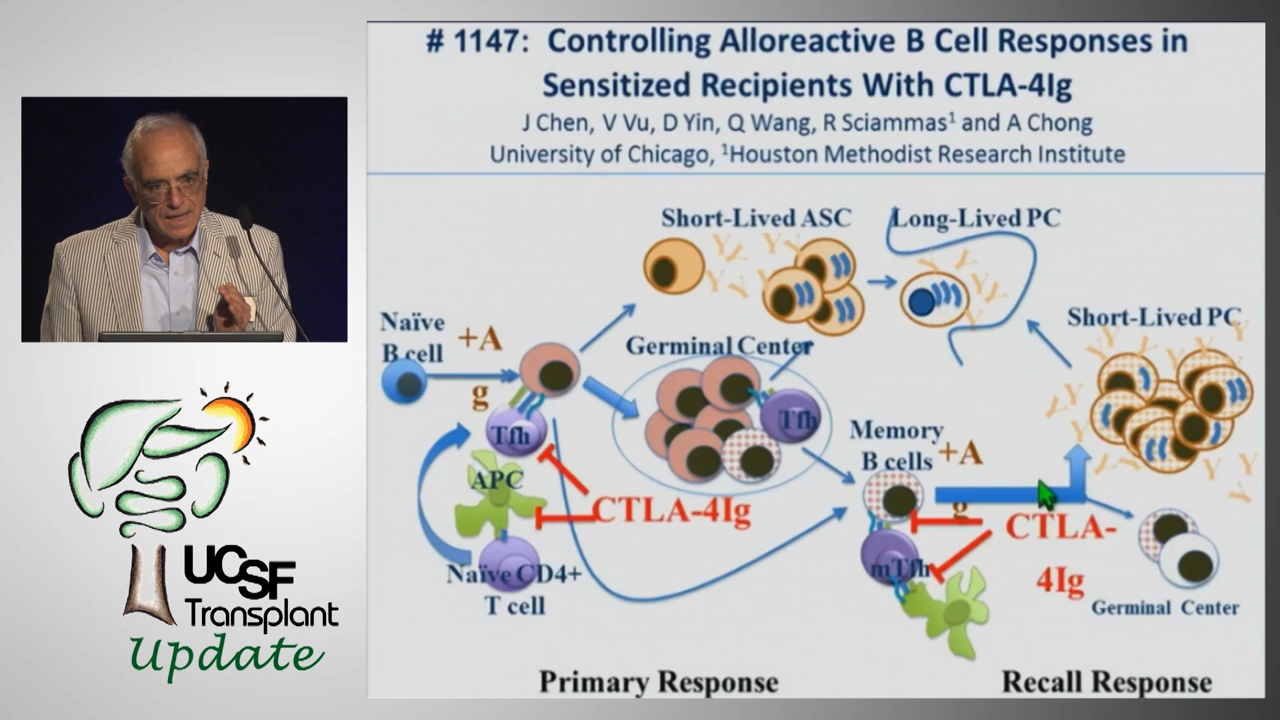 # 1147: Controlling Alloreactive B Cell Responses in
Sensitized Recipients With CTLA-4Ig
J Chen, V Vu, D Yin, Q Wang, R Sciammas¹ and A Chong
University of Chicago, ¹Houston Methodist Research Institute
Short-Lived ASC
Long-Lived PC
Naïve
B cell
+A
g
Germinal Center
Short-Lived PC
Tfh
Tfh
APC
CTLA-4Ig
Naïve CD4+
T cell
Memory
B cells
+A
g
mTfh
CTLA-
4Ig
Germinal Center
Primary Response
Recall Response
UCSF
Transplant
Update